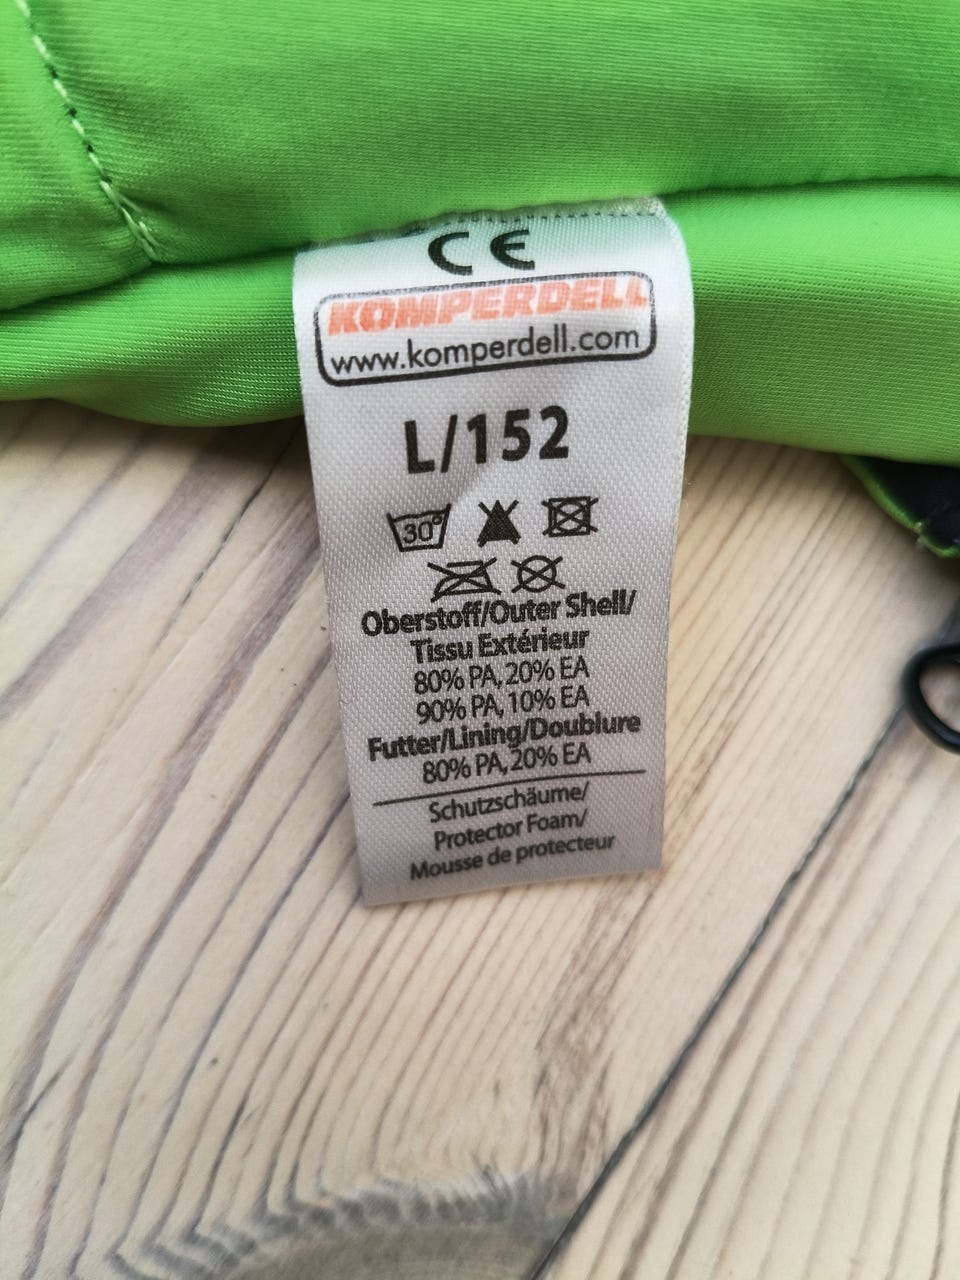 CE
KOMPERDELL
www.komperdell.com
L/152
30°
Oberstoff/Outer Shell/
Tissu Extérieur
80% PA, 20% EA
90% PA, 10% EA
Futter/Lining/Doublure
80% PA, 20% EA
Schutzschäume/
Protector Foam/
Mousse de protecteur